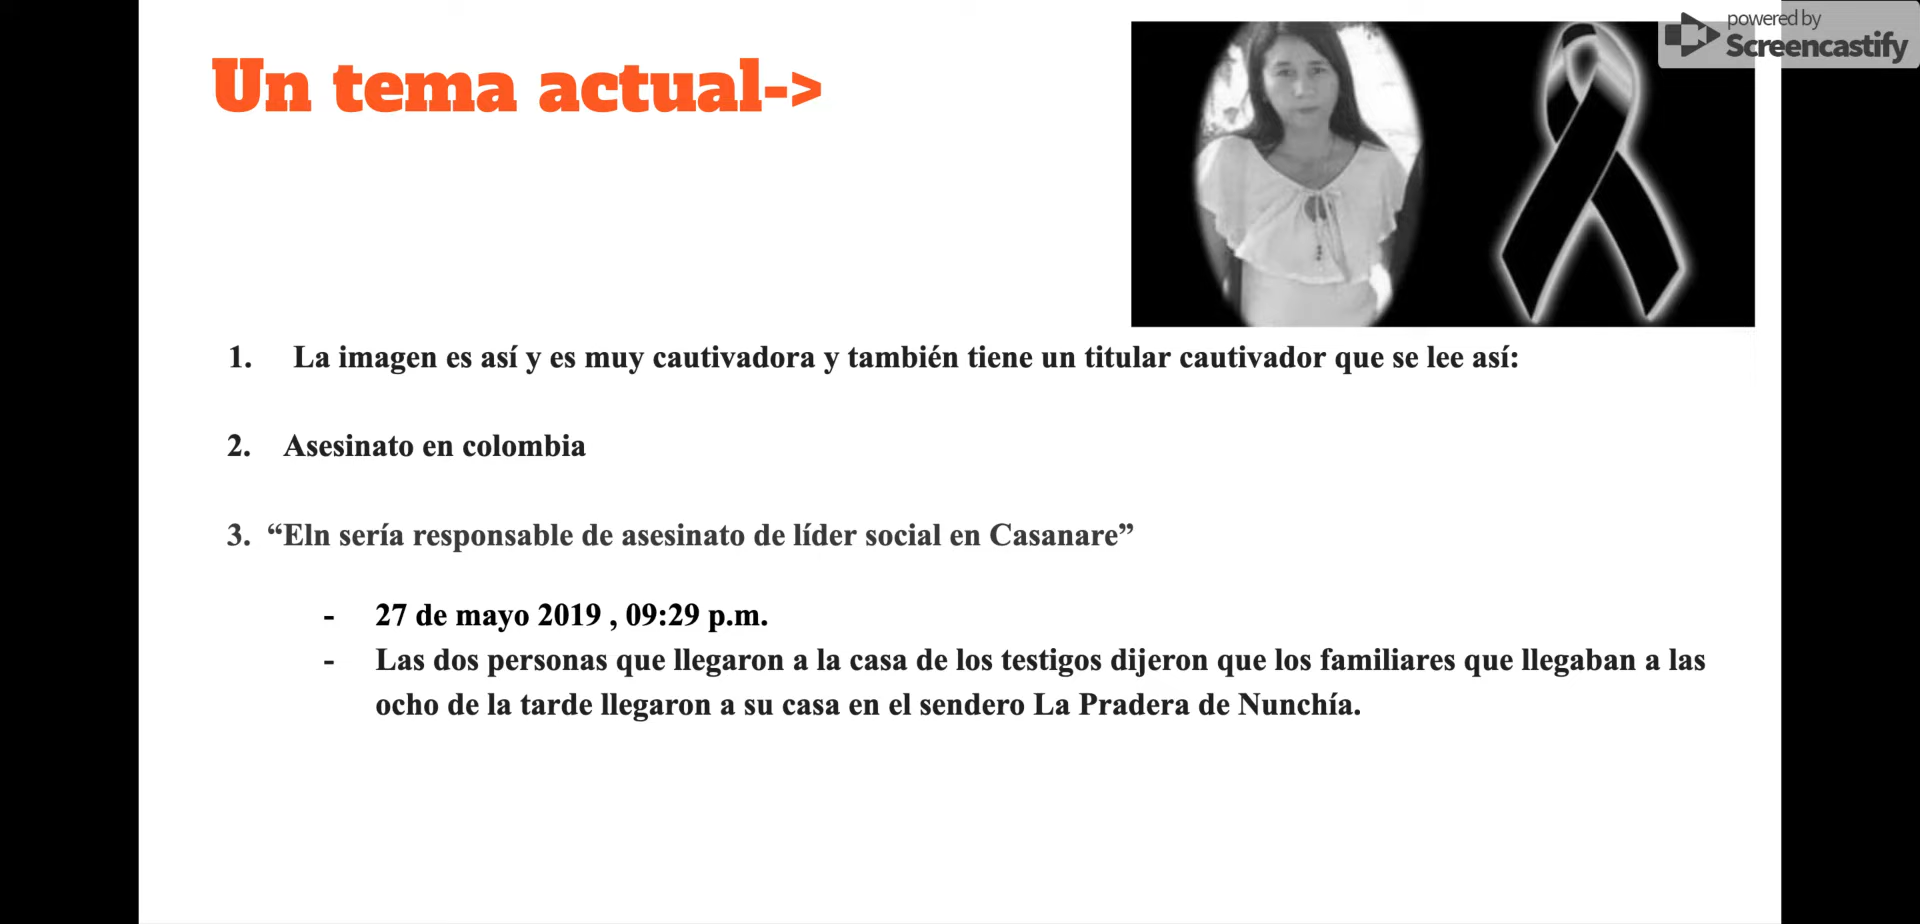 powered by
Screencastify
Un tema actual->
1. La imagen es así y es muy cautivadora y también tiene un titular cautivador que se lee así:
2. Asesinato en colombia
3. “Eln sería responsable de asesinato de líder social en Casanare”
- 27 de mayo 2019 , 09:29 p.m.
- Las dos personas que llegaron a la casa de los testigos dijeron que los familiares que llegaban a las
ocho de la tarde llegaron a su casa en el sendero La Pradera de Nunchía.